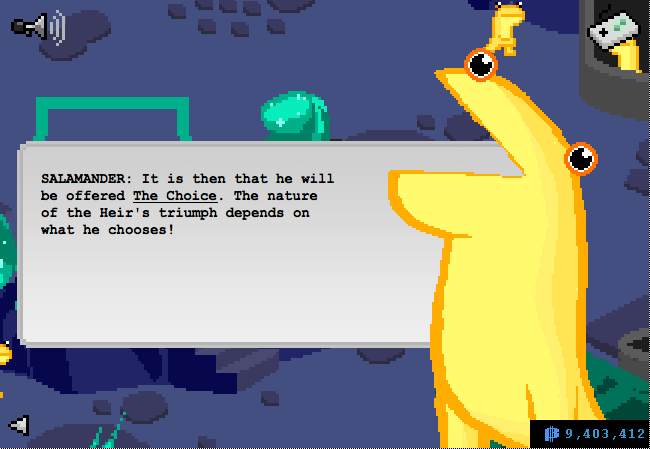 SALAMANDER: It is then that he will
be offered The Choice. The nature
of the Heir's triumph depends on
what he chooses!
9,403,412